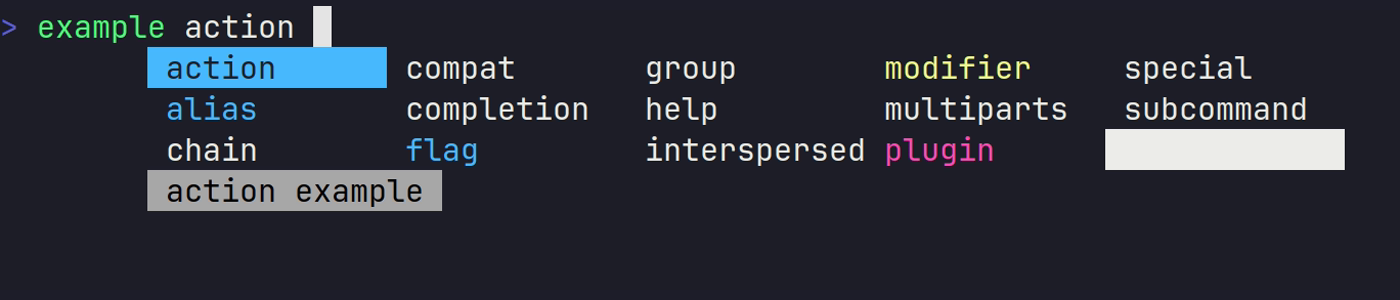 > example action
action compat group modifier special
alias completion help multiparts subcommand
chain flag interspersed plugin
action example